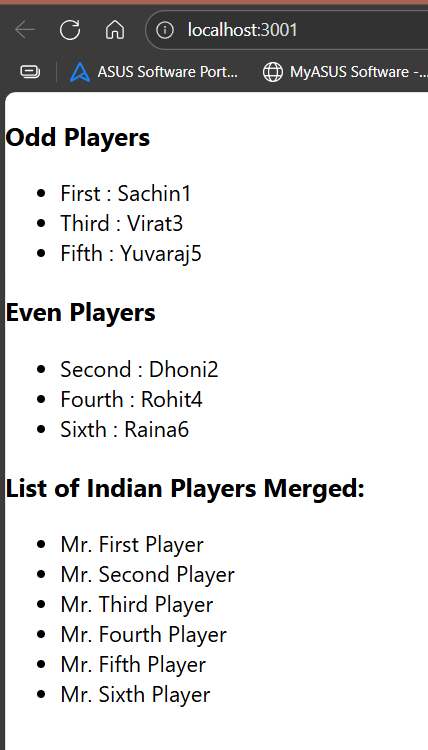 localhost:3001
ASUS Software Port... MyASUS Software -...
Odd Players
First : Sachin1
Third : Virat3
Fifth : Yuvaraj5
Even Players
Second : Dhoni2
Fourth : Rohit4
Sixth : Raina6
List of Indian Players Merged:
Mr. First Player
Mr. Second Player
Mr. Third Player
Mr. Fourth Player
Mr. Fifth Player
Mr. Sixth Player